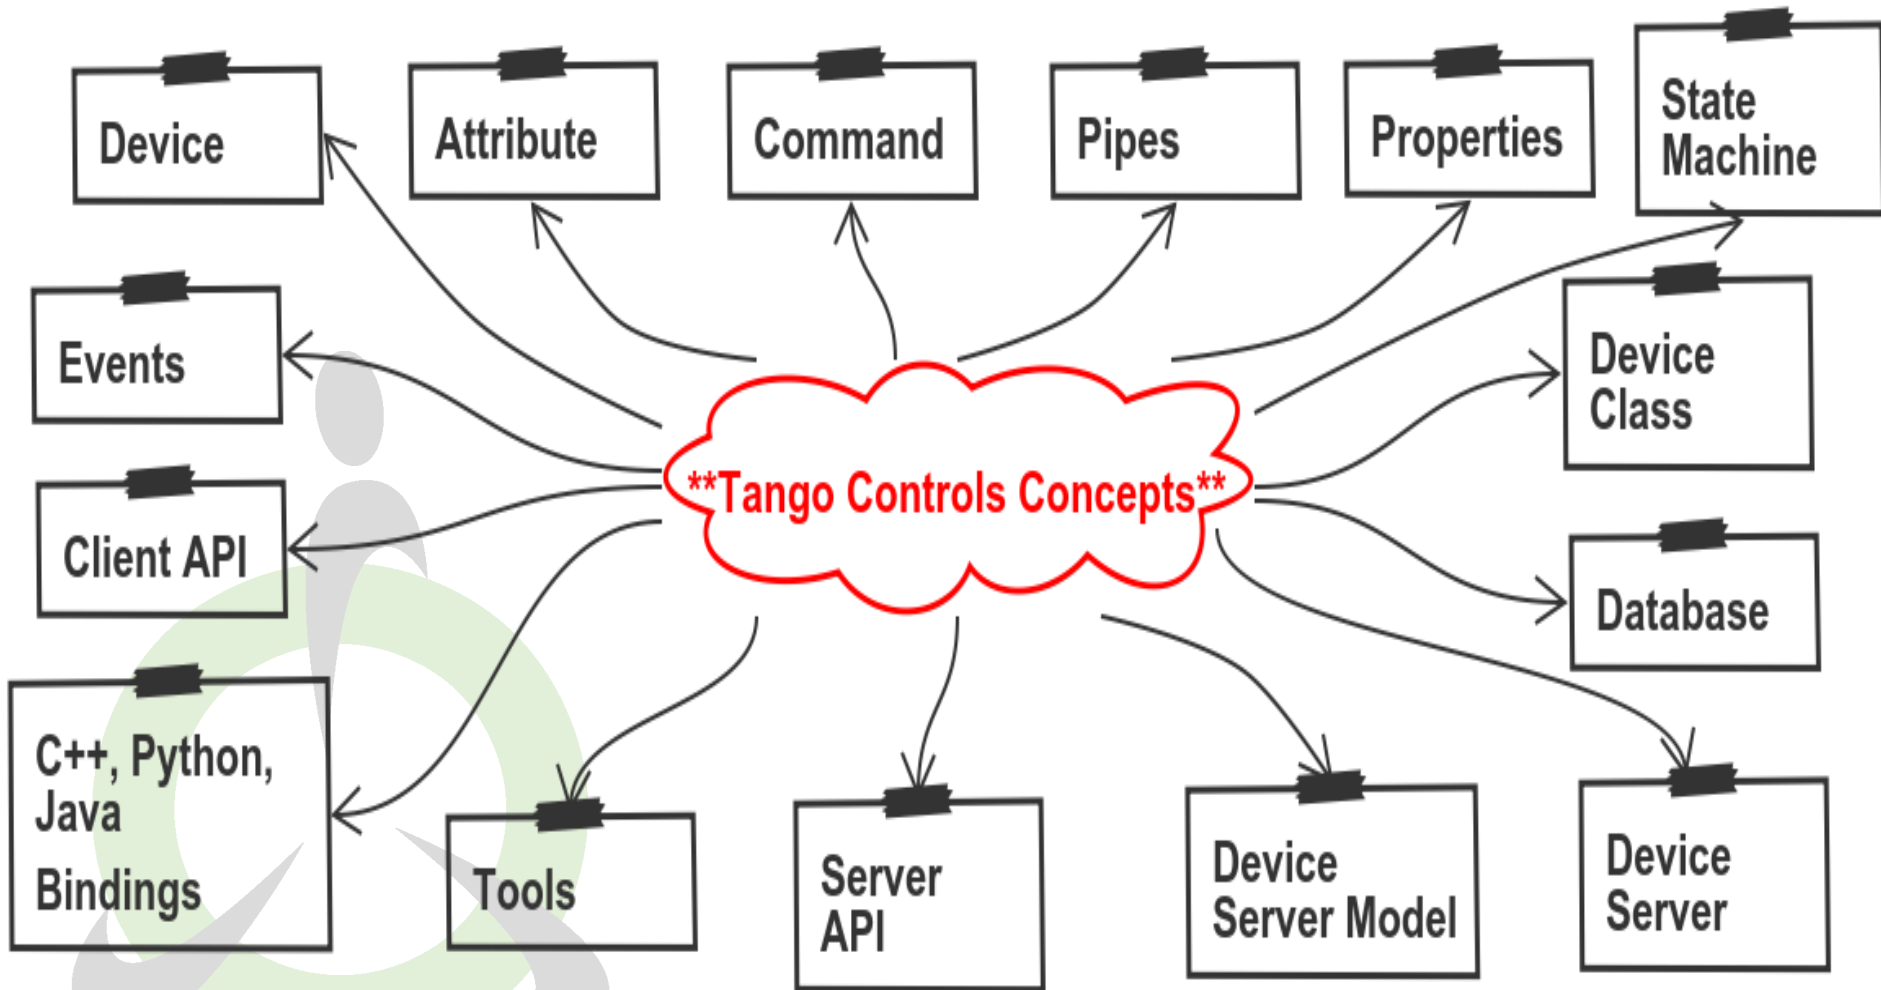 Device
Attribute
Command
Pipes
Properties
State
Machine
Events
Device
Class
**Tango Controls Concepts**
Client API
Database
C++, Python,
Java
Bindings
Tools
Server
API
Device
Server Model
Device
Server